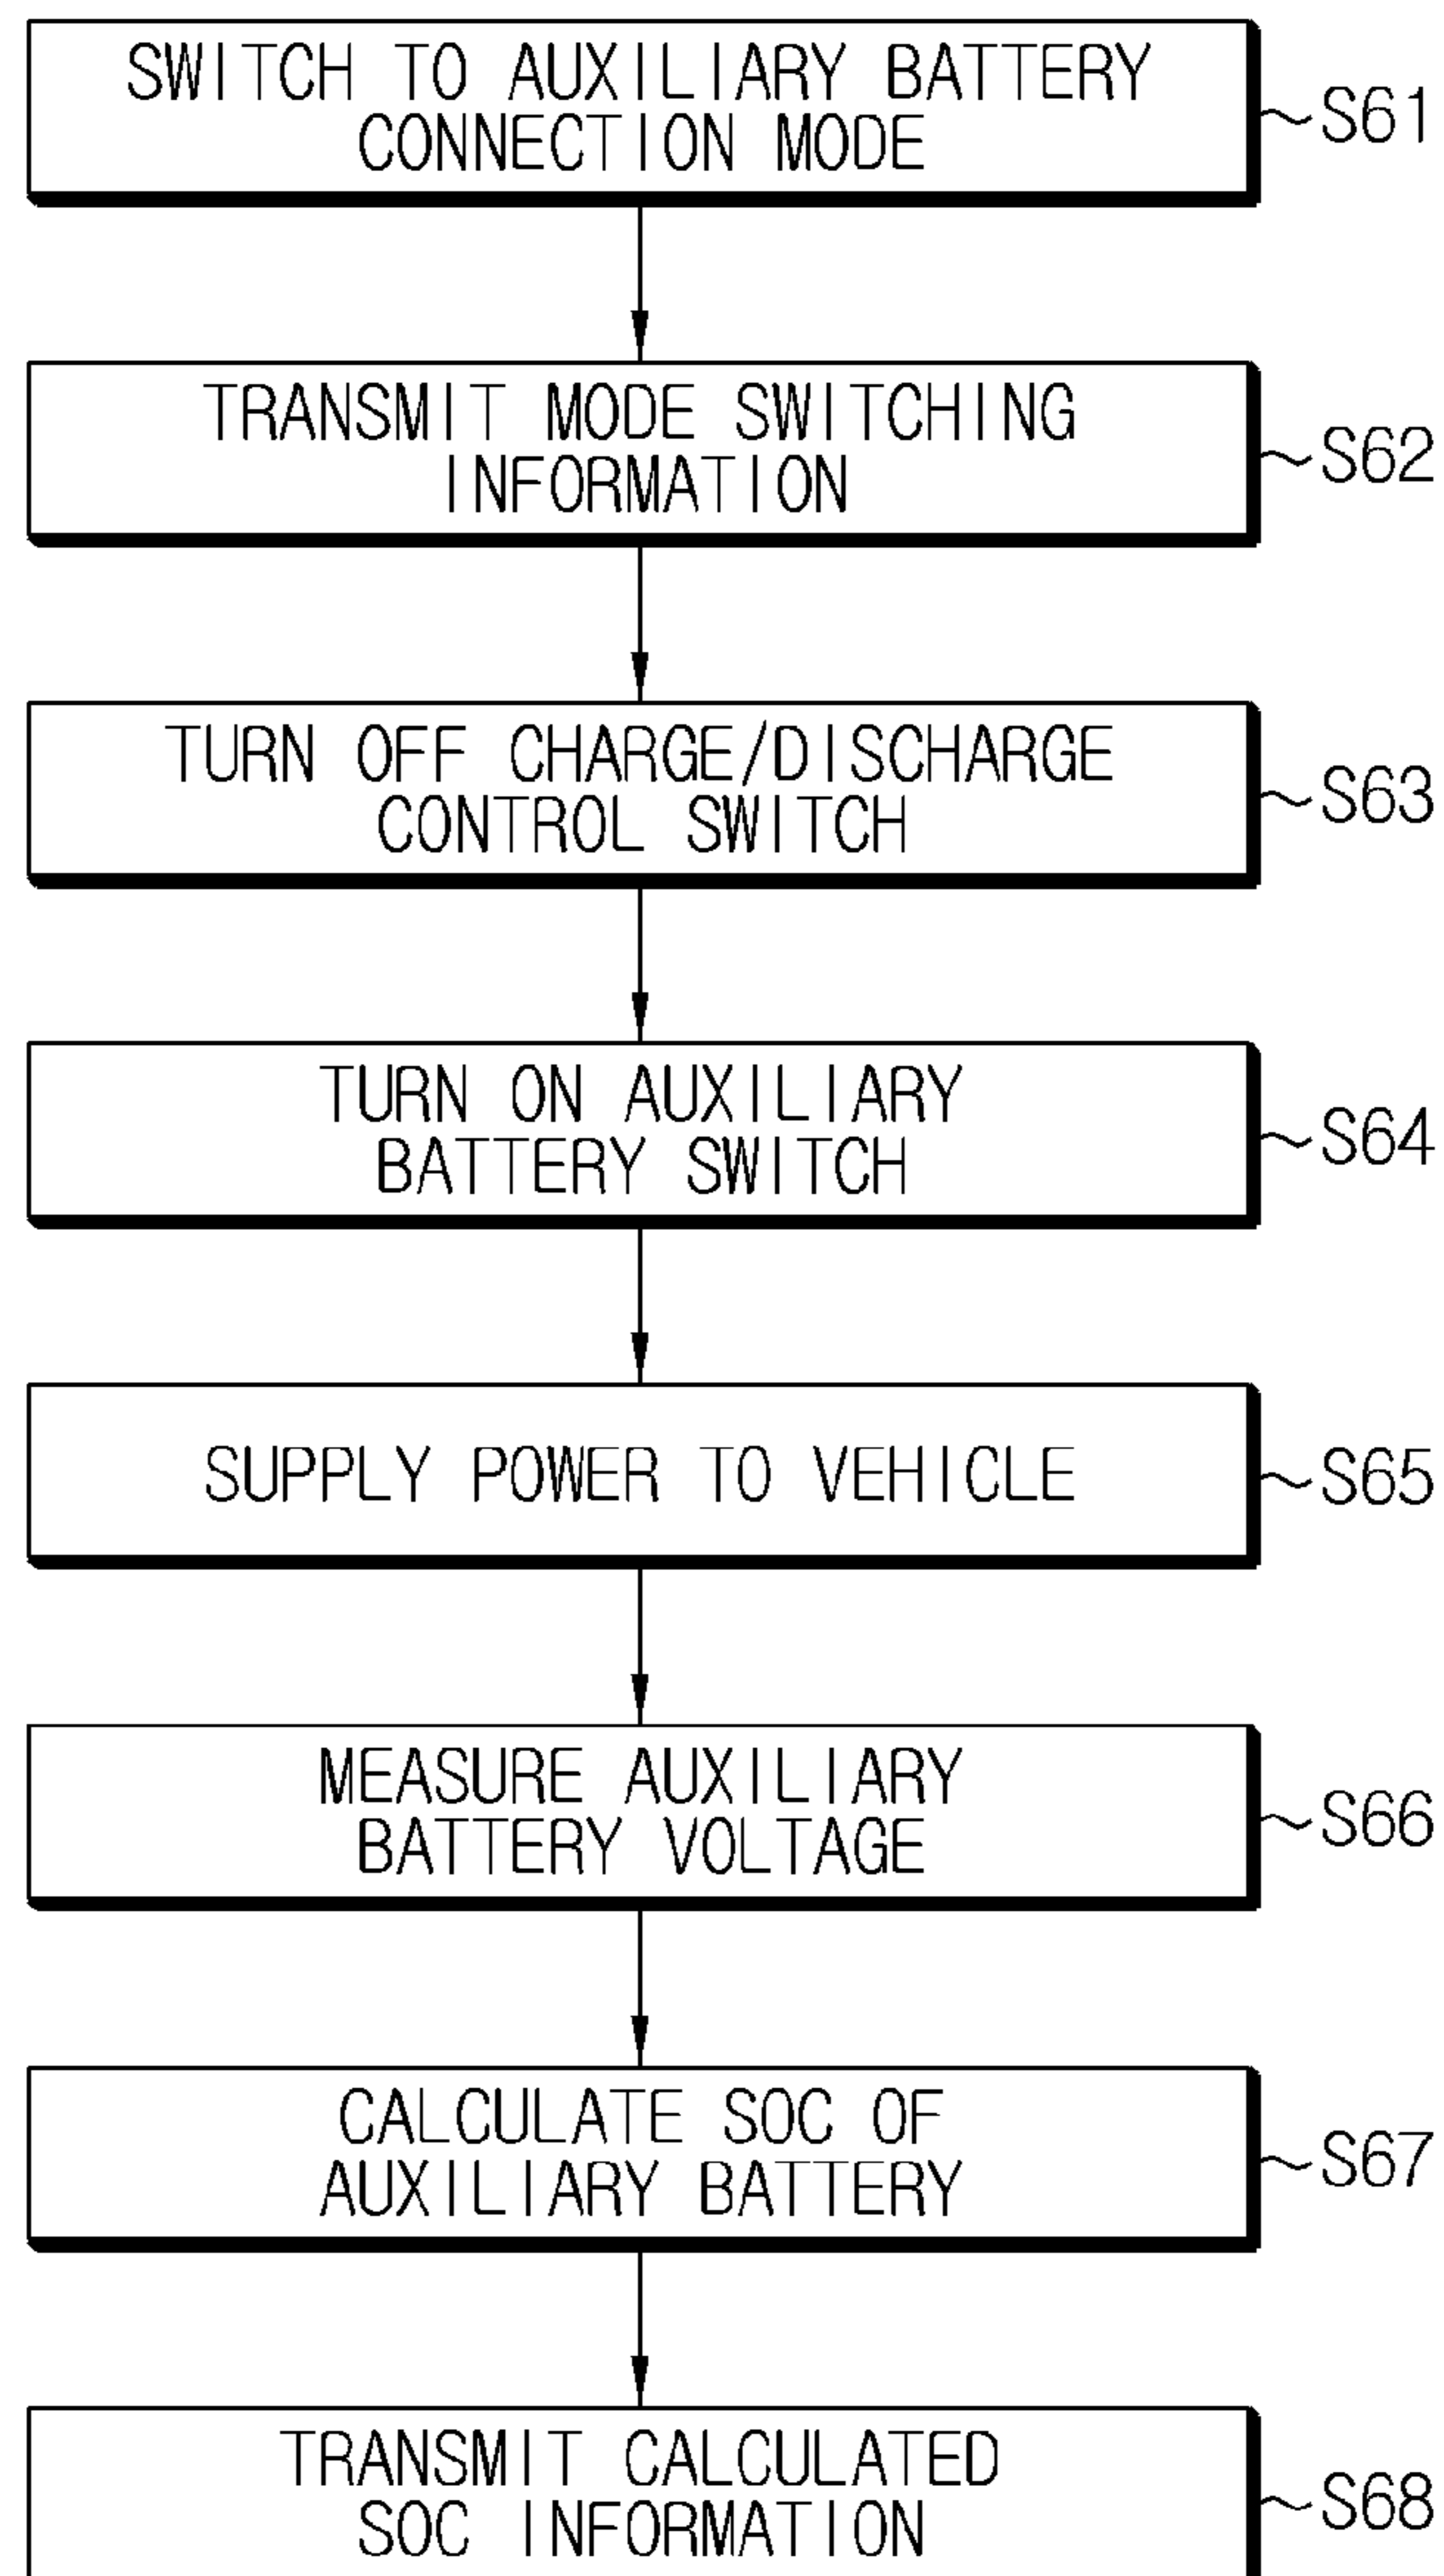 SWITCH TO AUXILIARY BATTERY
CONNECTION MODE
S61
TRANSMIT MODE SWITCHING
INFORMATION
S62
TURN OFF CHARGE/DISCHARGE
CONTROL SWITCH
S63
TURN ON AUXILIARY
BATTERY SWITCH
S64
SUPPLY POWER TO VEHICLE
S65
MEASURE AUXILIARY
BATTERY VOLTAGE
S66
CALCULATE SOC OF
AUXILIARY BATTERY
S67
TRANSMIT CALCULATED
SOC INFORMATION
S68